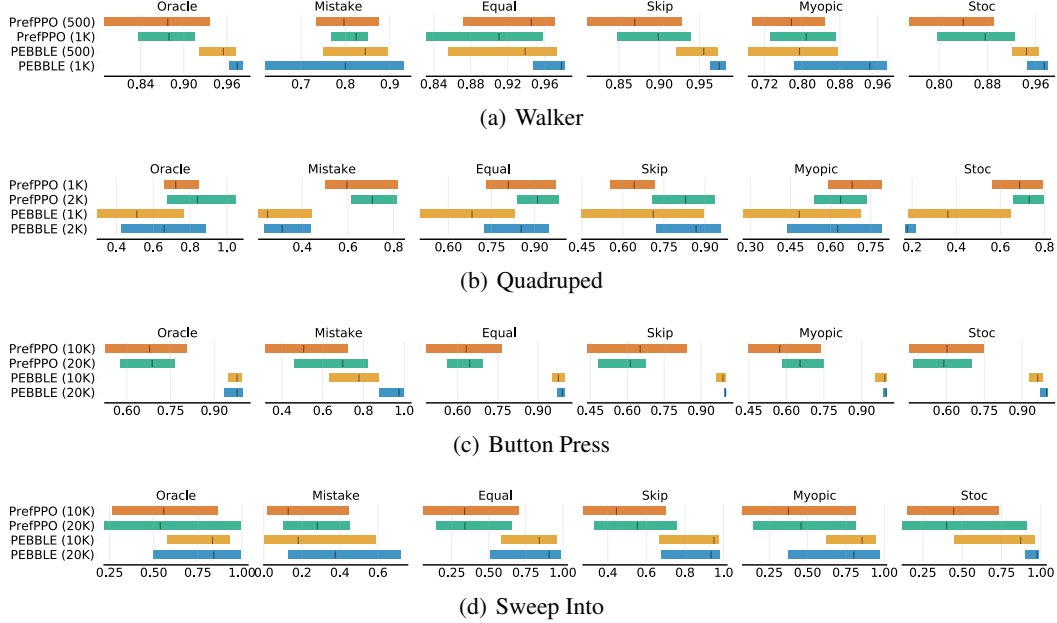 Oracle Mistake Equal Skip Myopic Stoc
PrefPPO (500)
PrefPPO (1K)
PEBBLE (500)
PEBBLE (1K)
0.84 0.90 0.96 0.7 0.8 0.9 0.84 0.88 0.92 0.96 0.85 0.90 0.95 0.70 0.80 0.88 0.96 0.80 0.88 0.96
(a) Walker
Oracle Mistake Equal Skip Myopic Stoc
PrefPPO (1K)
PrefPPO (2K)
PEBBLE (1K)
PEBBLE (2K)
0.4 0.6 0.8 1.0 0.4 0.6 0.8 0.60 0.75 0.90 0.45 0.60 0.75 0.90 0.30 0.45 0.60 0.75 0.2 0.4 0.6 0.8
(b) Quadruped
Oracle Mistake Equal Skip Myopic Stoc
PrefPPO (10K)
PrefPPO (20K)
PEBBLE (10K)
PEBBLE (20K)
0.60 0.75 0.90 0.4 0.6 0.8 1.0 0.60 0.75 0.90 0.45 0.60 0.75 0.90 0.45 0.60 0.75 0.90 0.45 0.60 0.75 0.90
(c) Button Press
Oracle Mistake Equal Skip Myopic Stoc
PrefPPO (10K)
PrefPPO (20K)
PEBBLE (10K)
PEBBLE (20K)
0.25 0.50 0.75 1.00 0.0 0.2 0.4 0.6 0.25 0.50 0.75 1.00 0.4 0.6 0.8 1.0 0.25 0.50 0.75 1.00 0.25 0.50 0.75 1.00
(d) Sweep Into